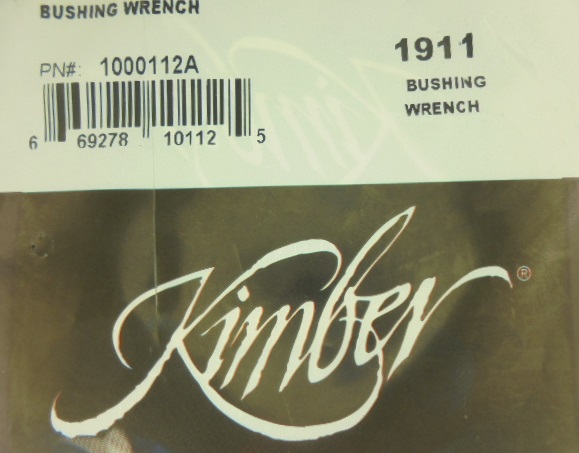 BUSHING WRENCH
PN#: 1000112A
6 69278 10112 5
1911
BUSHING
WRENCH
Kimber®